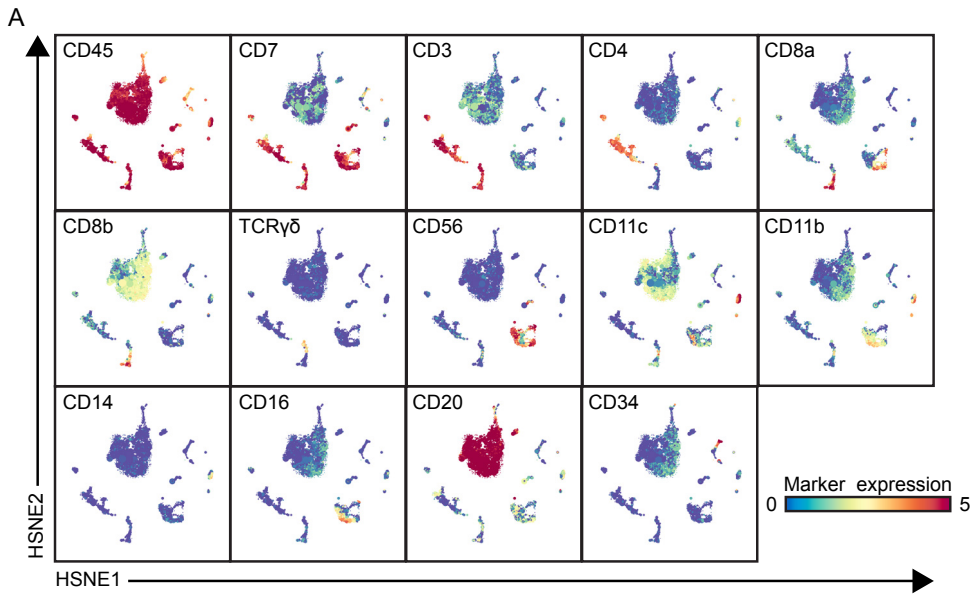 A
CD45
CD7
CD3
CD4
CD8a
CD8b
TCRγδ
CD56
CD11c
CD11b
CD14
CD16
CD20
CD34
Marker expression
0
5
HSNE2
HSNE1